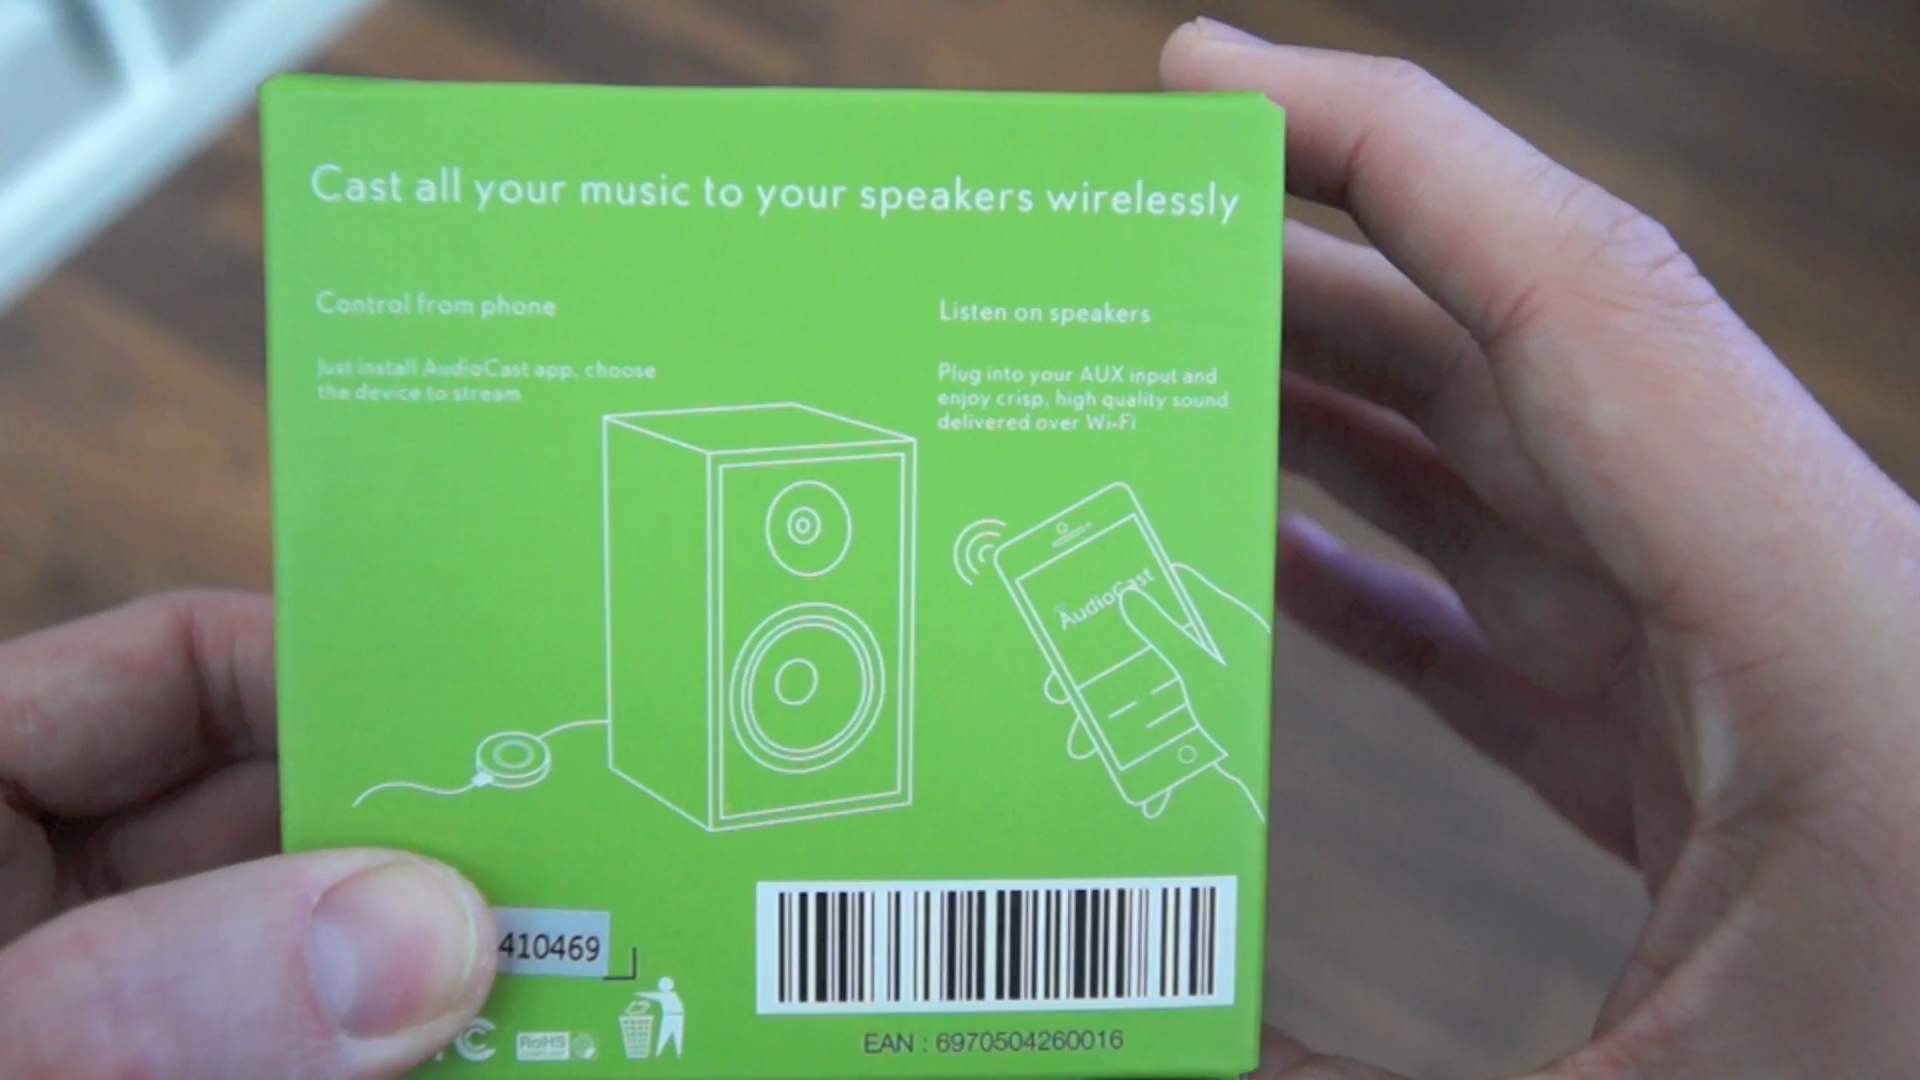 Cast all your music to your speakers wirelessly
Control from phone
Just install AudioCast app, choose
the device to stream
Listen on speakers
Plug into your AUX input and
enjoy crisp, high quality sound
delivered over Wi-Fi
AudioCast
410469
RoHS
EAN : 6970504260016